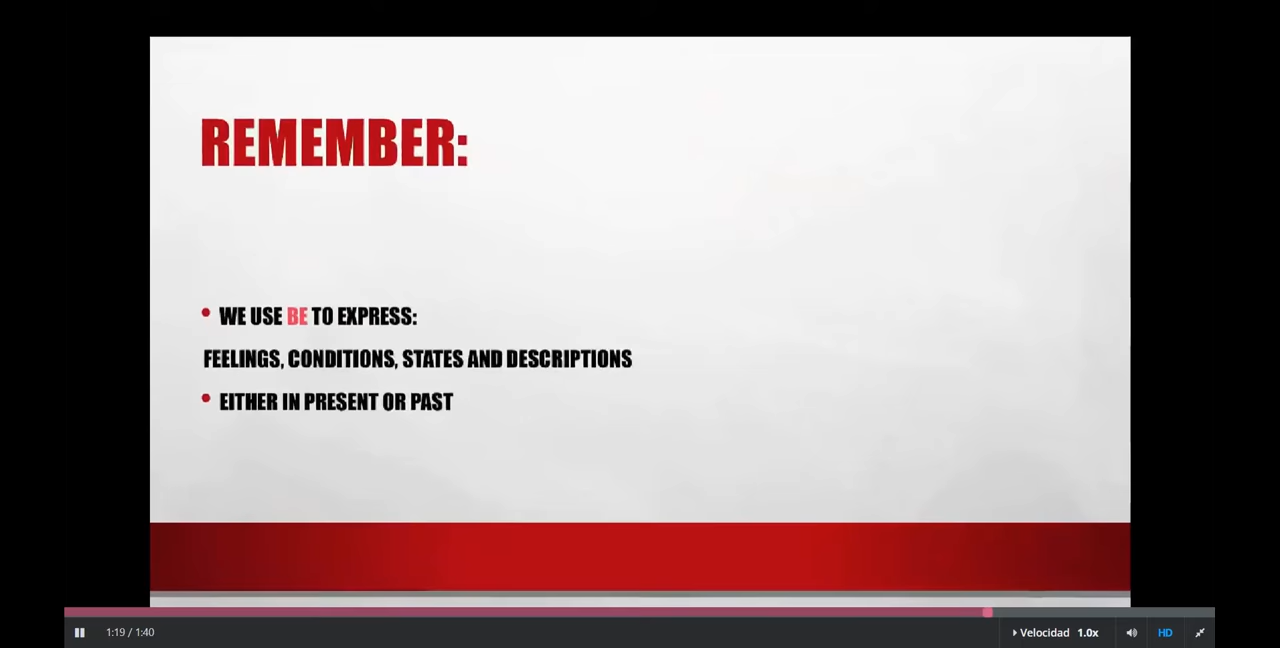 REMEMBER:
• WE USE BE TO EXPRESS:
FEELINGS, CONDITIONS, STATES AND DESCRIPTIONS
• EITHER IN PRESENT OR PAST
1:19 / 1:40
Velocidad 1.0x
HD